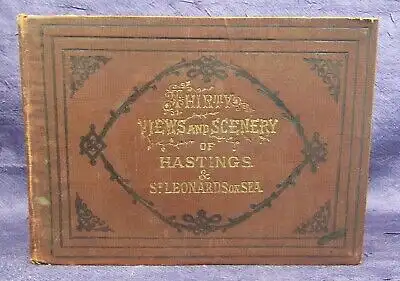 THIRTY
VIEWS AND SCENERY
OF
HASTINGS
&
ST LEONARDS ON SEA.